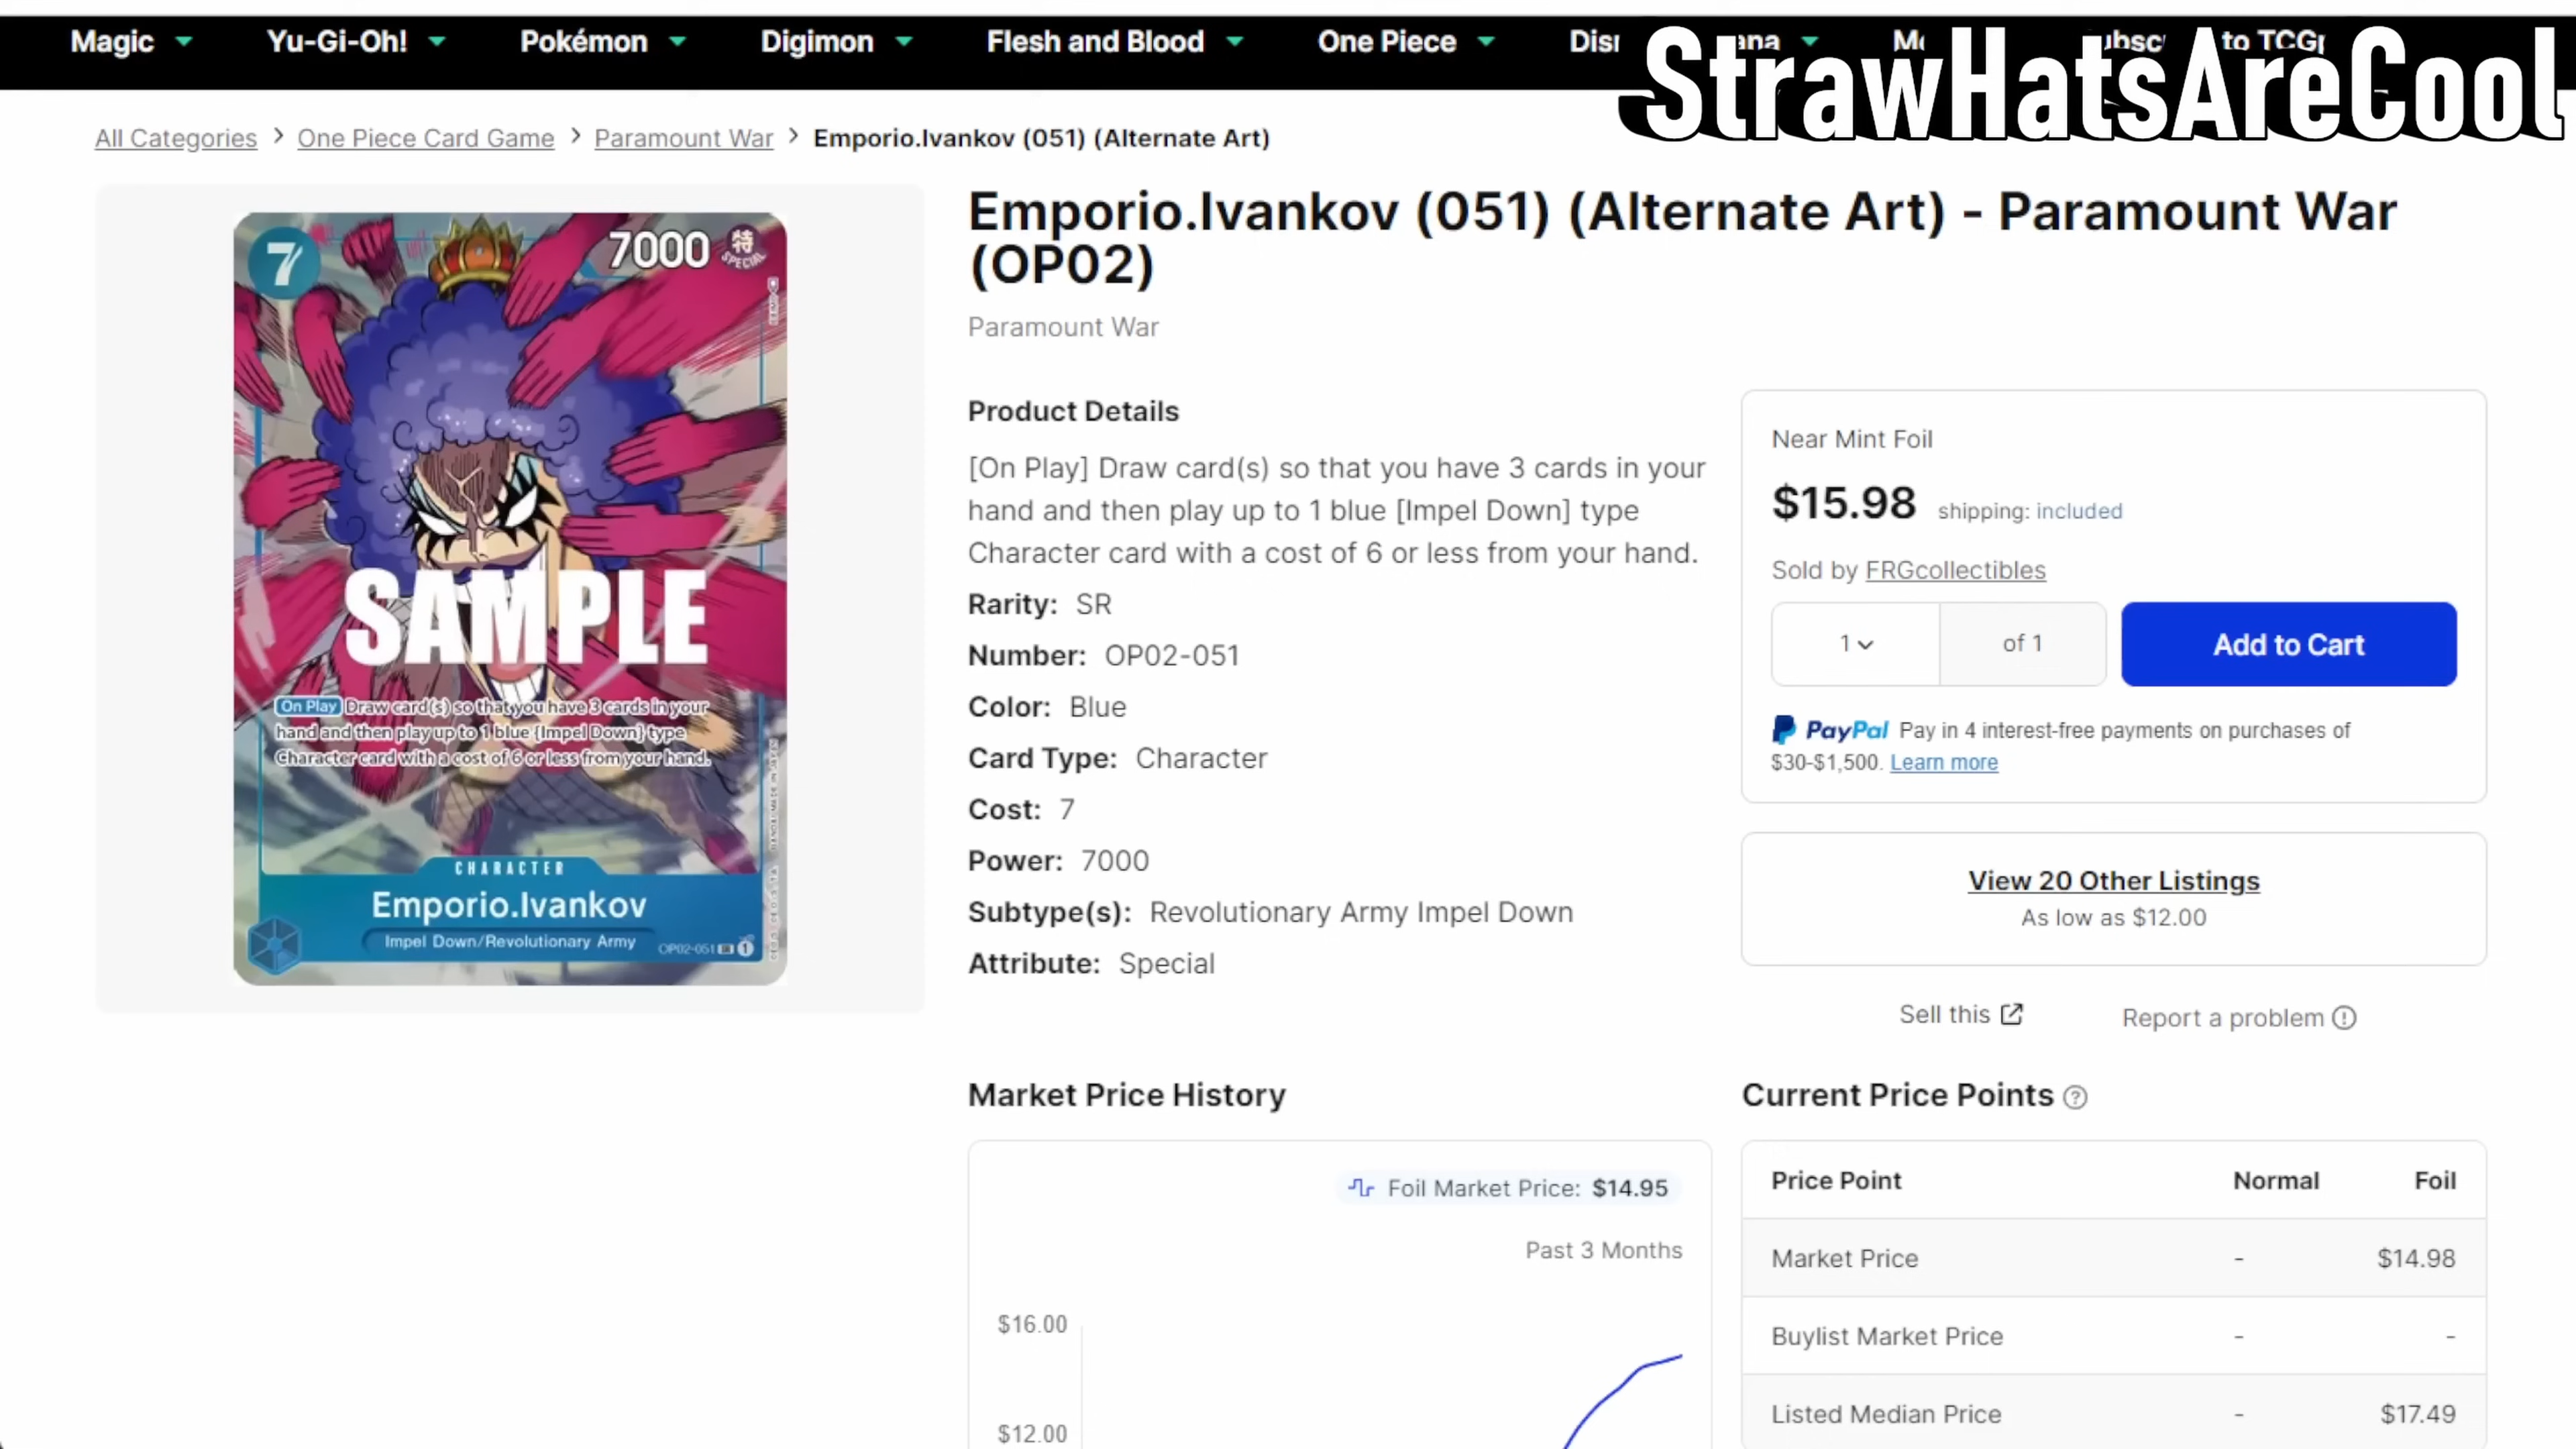 Magic
Yu-Gi-Oh!
Pokémon
Digimon
Flesh and Blood
One Piece
StrawHatsAreCool
All Categories > One Piece Card Game > Paramount War > Emporio.Ivankov (051) (Alternate Art)
7
7000
特
SPECIAL
SAMPLE
On Play Draw card(s) so that you have 3 cards in your
hand and then play up to 1 blue {Impel Down} type
Character card with a cost of 6 or less from your hand.
CHARACTER
Emporio.Ivankov
Impel Down/Revolutionary Army
OP02-051 SR 1
Emporio.Ivankov (051) (Alternate Art) - Paramount War
(OP02)
Paramount War
Product Details
[On Play] Draw card(s) so that you have 3 cards in your
hand and then play up to 1 blue [Impel Down] type
Character card with a cost of 6 or less from your hand.
Rarity: SR
Number: OP02-051
Color: Blue
Card Type: Character
Cost: 7
Power: 7000
Subtype(s): Revolutionary Army Impel Down
Attribute: Special
Near Mint Foil
$15.98 shipping: included
Sold by FRGcollectibles
1
of 1
Add to Cart
PayPal Pay in 4 interest-free payments on purchases of
$30-$1,500. Learn more
View 20 Other Listings
As low as $12.00
Sell this
Report a problem
Market Price History
Foil Market Price: $14.95
Past 3 Months
$16.00
$12.00
Current Price Points
Price Point Normal Foil
Market Price - $14.98
Buylist Market Price - -
Listed Median Price - $17.49